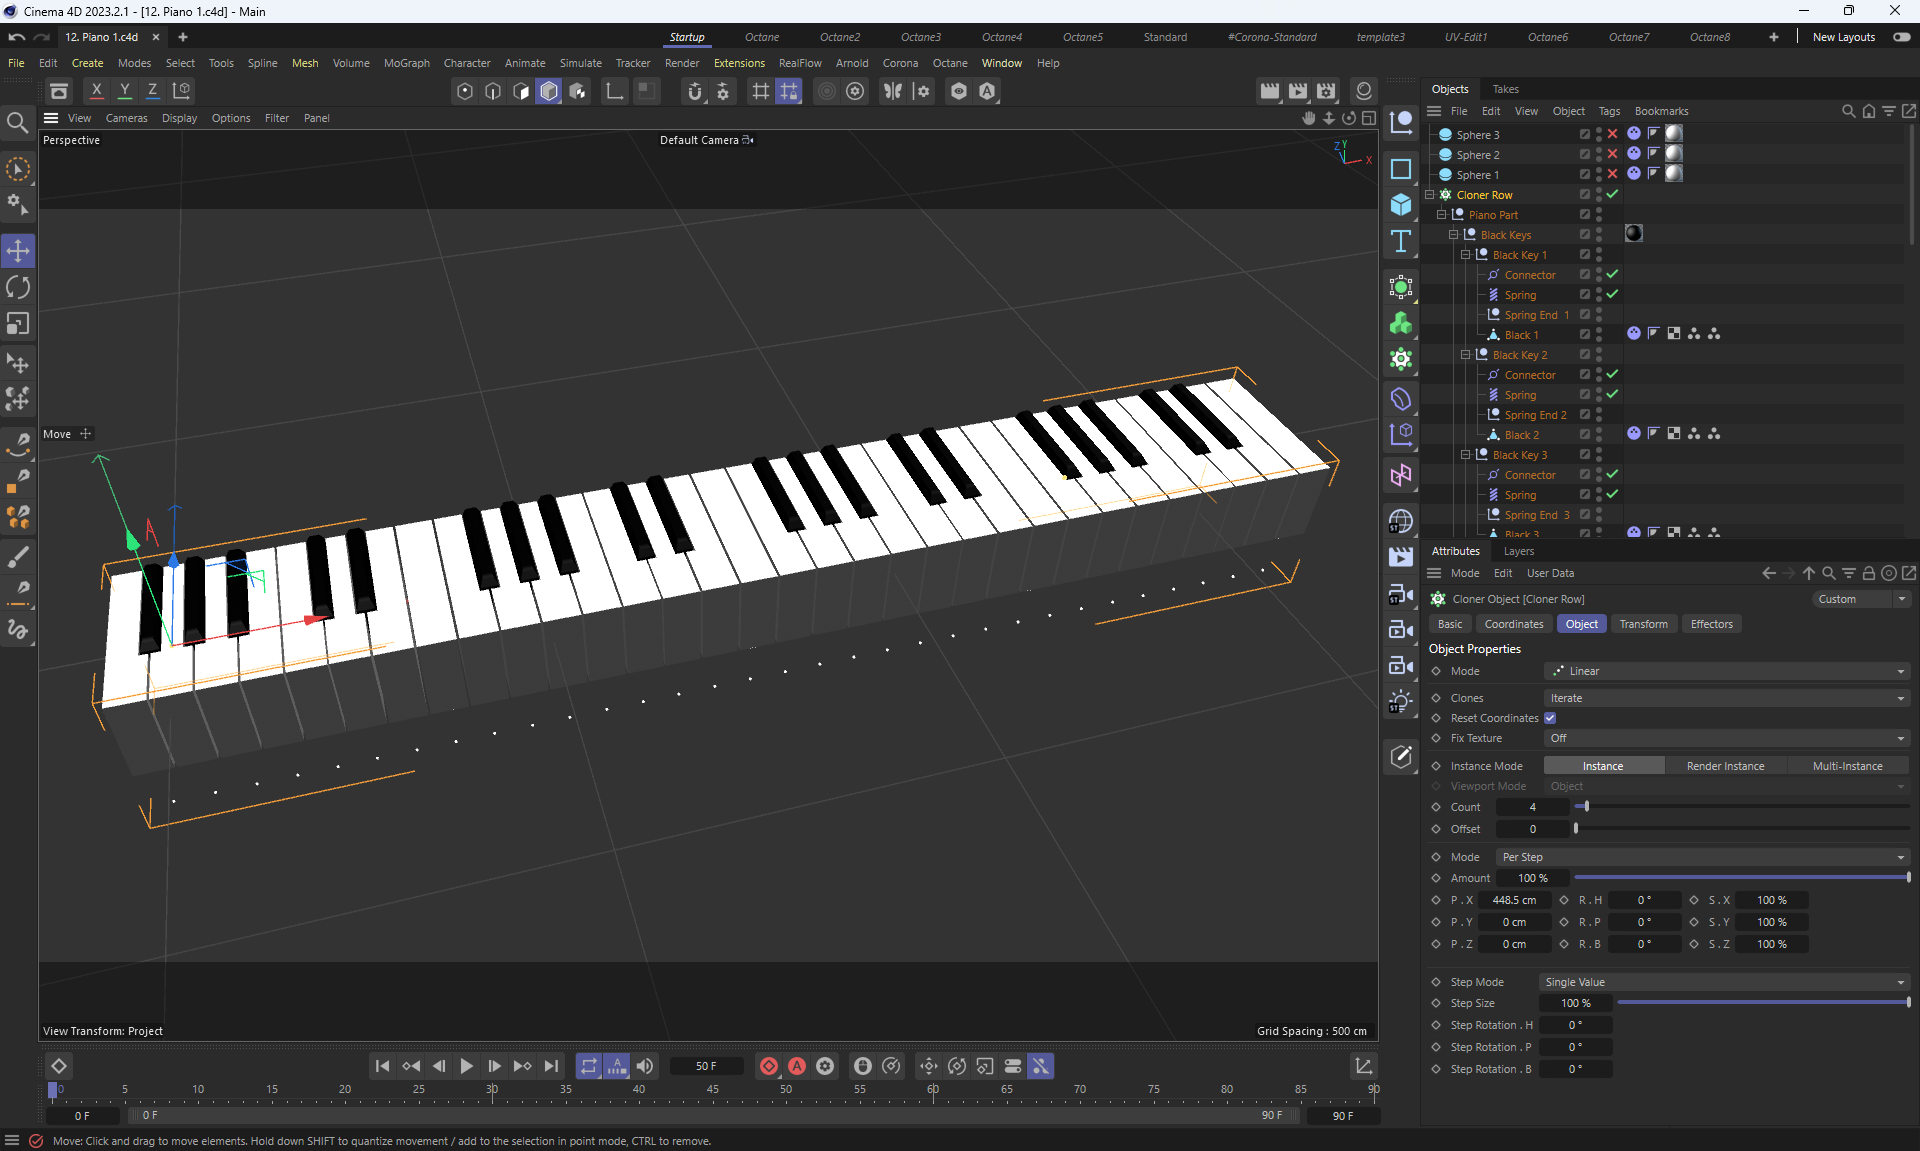 Cinema 4D 2023.2.1 - [12. Piano 1.c4d] - Main
12. Piano 1.c4d
Startup Octane Octane2 Octane3 Octane4 Octane5 Standard #Corona-Standard template3 UV-Edit1 Octane6 Octane7 Octane8 New Layouts
File Edit Create Modes Select Tools Spline Mesh Volume MoGraph Character Animate Simulate Tracker Render Extensions RealFlow Arnold Corona Octane Window Help
X Y Z
Objects Takes
View Cameras Display Options Filter Panel
File Edit View Object Tags Bookmarks
Perspective
Default Camera
Z Y X
Sphere 3
Sphere 2
Sphere 1
Cloner Row
Piano Part
Black Keys
Black Key 1
Connector
Spring
Spring End 1
Black 1
Black Key 2
Connector
Spring
Spring End 2
Black 2
Black Key 3
Connector
Spring
Spring End 3
Black 3
Move
Attributes Layers
Mode Edit User Data
Cloner Object [Cloner Row]
Custom
Basic Coordinates Object Transform Effectors
Object Properties
Mode Linear
Clones Iterate
Reset Coordinates
Fix Texture Off
Instance Mode Instance Render Instance Multi-Instance
Viewport Mode Object
Count 4
Offset 0
Mode Per Step
Amount 100 %
P . X 448.5 cm R . H 0 ° S . X 100 %
P . Y 0 cm R . P 0 ° S . Y 100 %
P . Z 0 cm R . B 0 ° S . Z 100 %
Step Mode Single Value
Step Size 100 %
Step Rotation . H 0 °
Step Rotation . P 0 °
Step Rotation . B 0 °
View Transform: Project
Grid Spacing : 500 cm
50 F
0 5 10 15 20 25 30 35 40 45 50 55 60 65 70 75 80 85 90
0 F 0 F 90 F 90 F
Move: Click and drag to move elements. Hold down SHIFT to quantize movement / add to the selection in point mode, CTRL to remove.